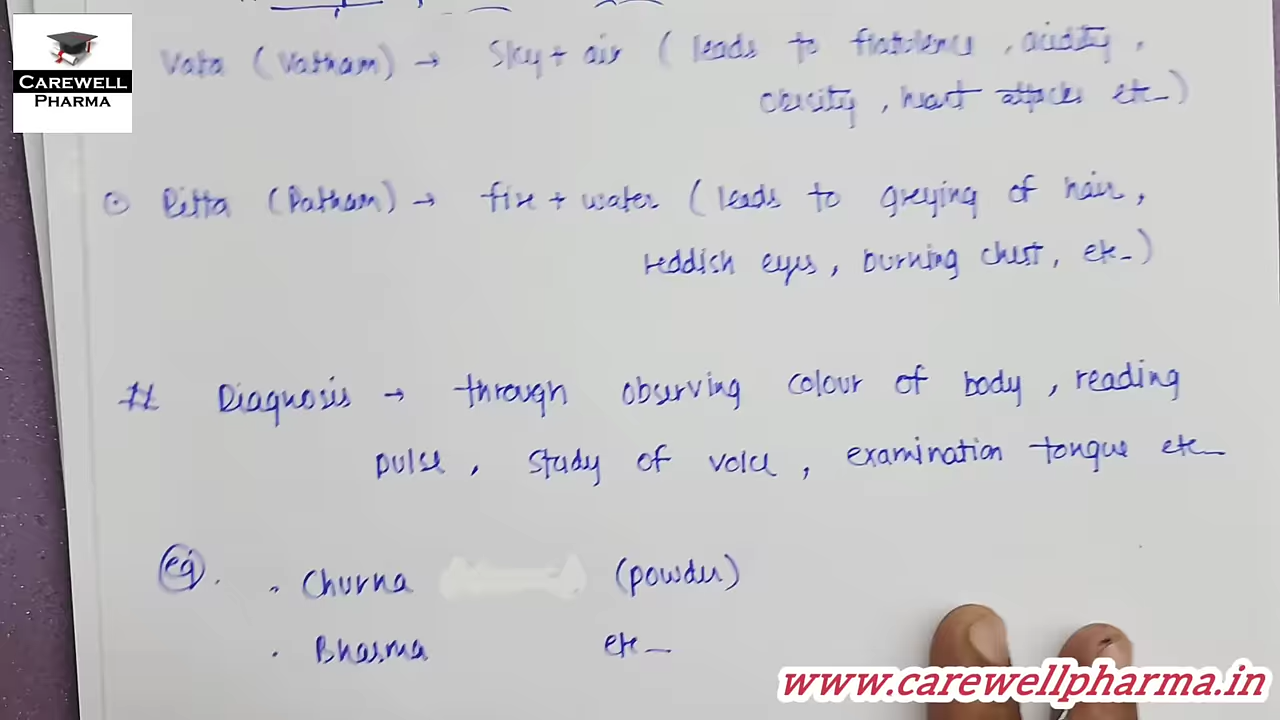 CAREWELL
PHARMA
Vata (Vatham) → Sky + air ( leads to flatulence , acidity ,
obesity , heart attacks etc )
Pitta (Patham) → fire + water ( leads to greying of hair ,
reddish eyes , burning chest , etc )
# Diagnosis → through observing colour of body , reading
pulse , study of voice , examination tongue etc
eg . . Churna (powder)
. Bhasma etc
www.carewellpharma.in